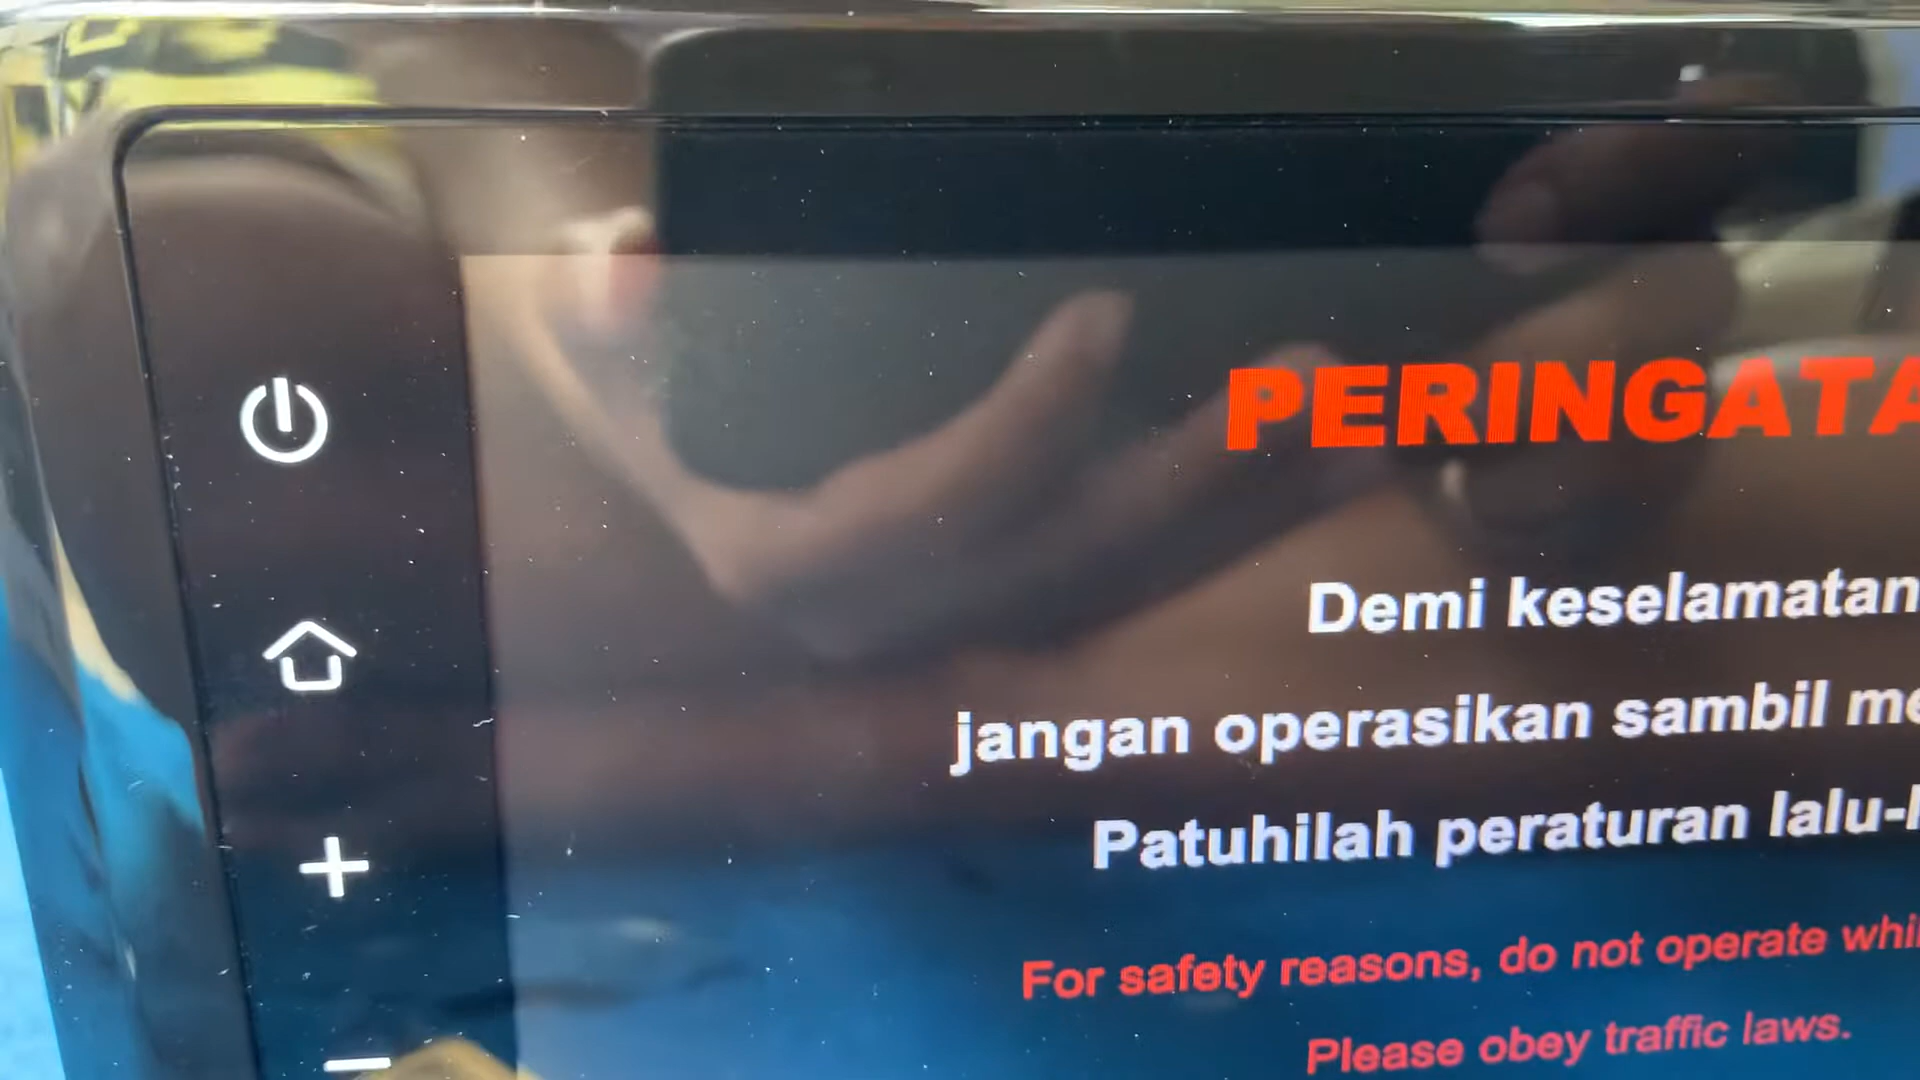 PERINGATA
Demi keselamatan
jangan operasikan sambil me
Patuhilah peraturan lalu-
For safety reasons, do not operate whil
Please obey traffic laws.